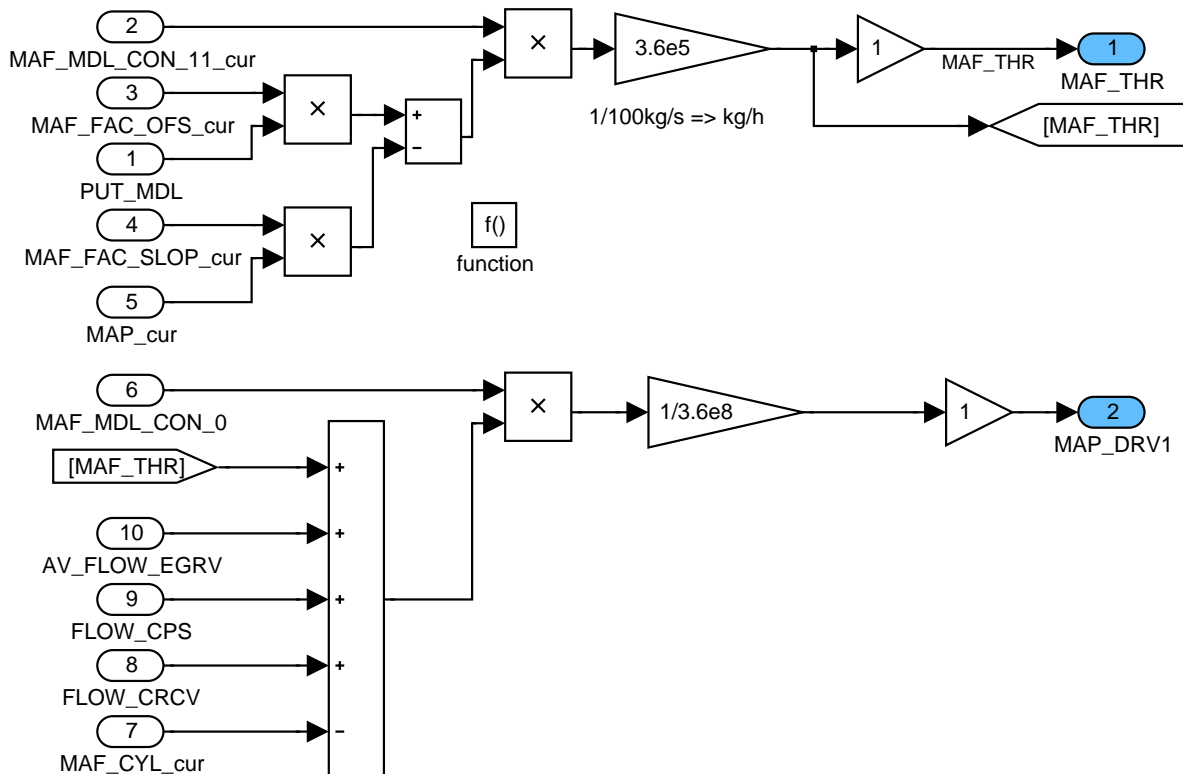 2
MAF_MDL_CON_11_cur
3
MAF_FAC_OFS_cur
1
PUT_MDL
4
MAF_FAC_SLOP_cur
5
MAP_cur
×
×
+
−
×
3.6e5
1/100kg/s => kg/h
1
MAF_THR
1
MAF_THR
[MAF_THR]
f()
function
6
MAF_MDL_CON_0
[MAF_THR]
10
AV_FLOW_EGRV
9
FLOW_CPS
8
FLOW_CRCV
7
MAF_CYL_cur
+
+
+
+
−
×
1/3.6e8
1
2
MAP_DRV1